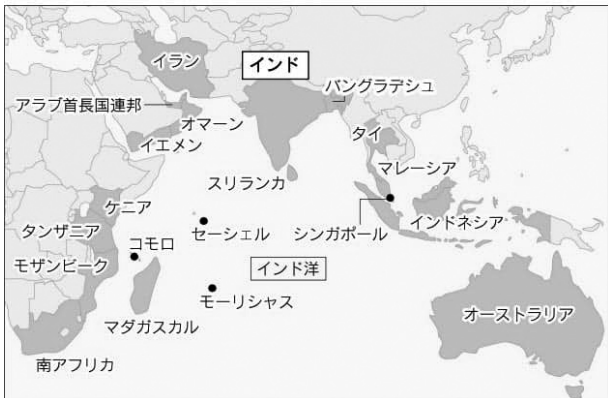 イラン
インド
バングラデシュ
アラブ首長国連邦
オマーン
イエメン
タイ
マレーシア
スリランカ
ケニア
タンザニア
コモロ
セーシェル
シンガポール
インドネシア
モザンビーク
インド洋
モーリシャス
オーストラリア
マダガスカル
南アフリカ